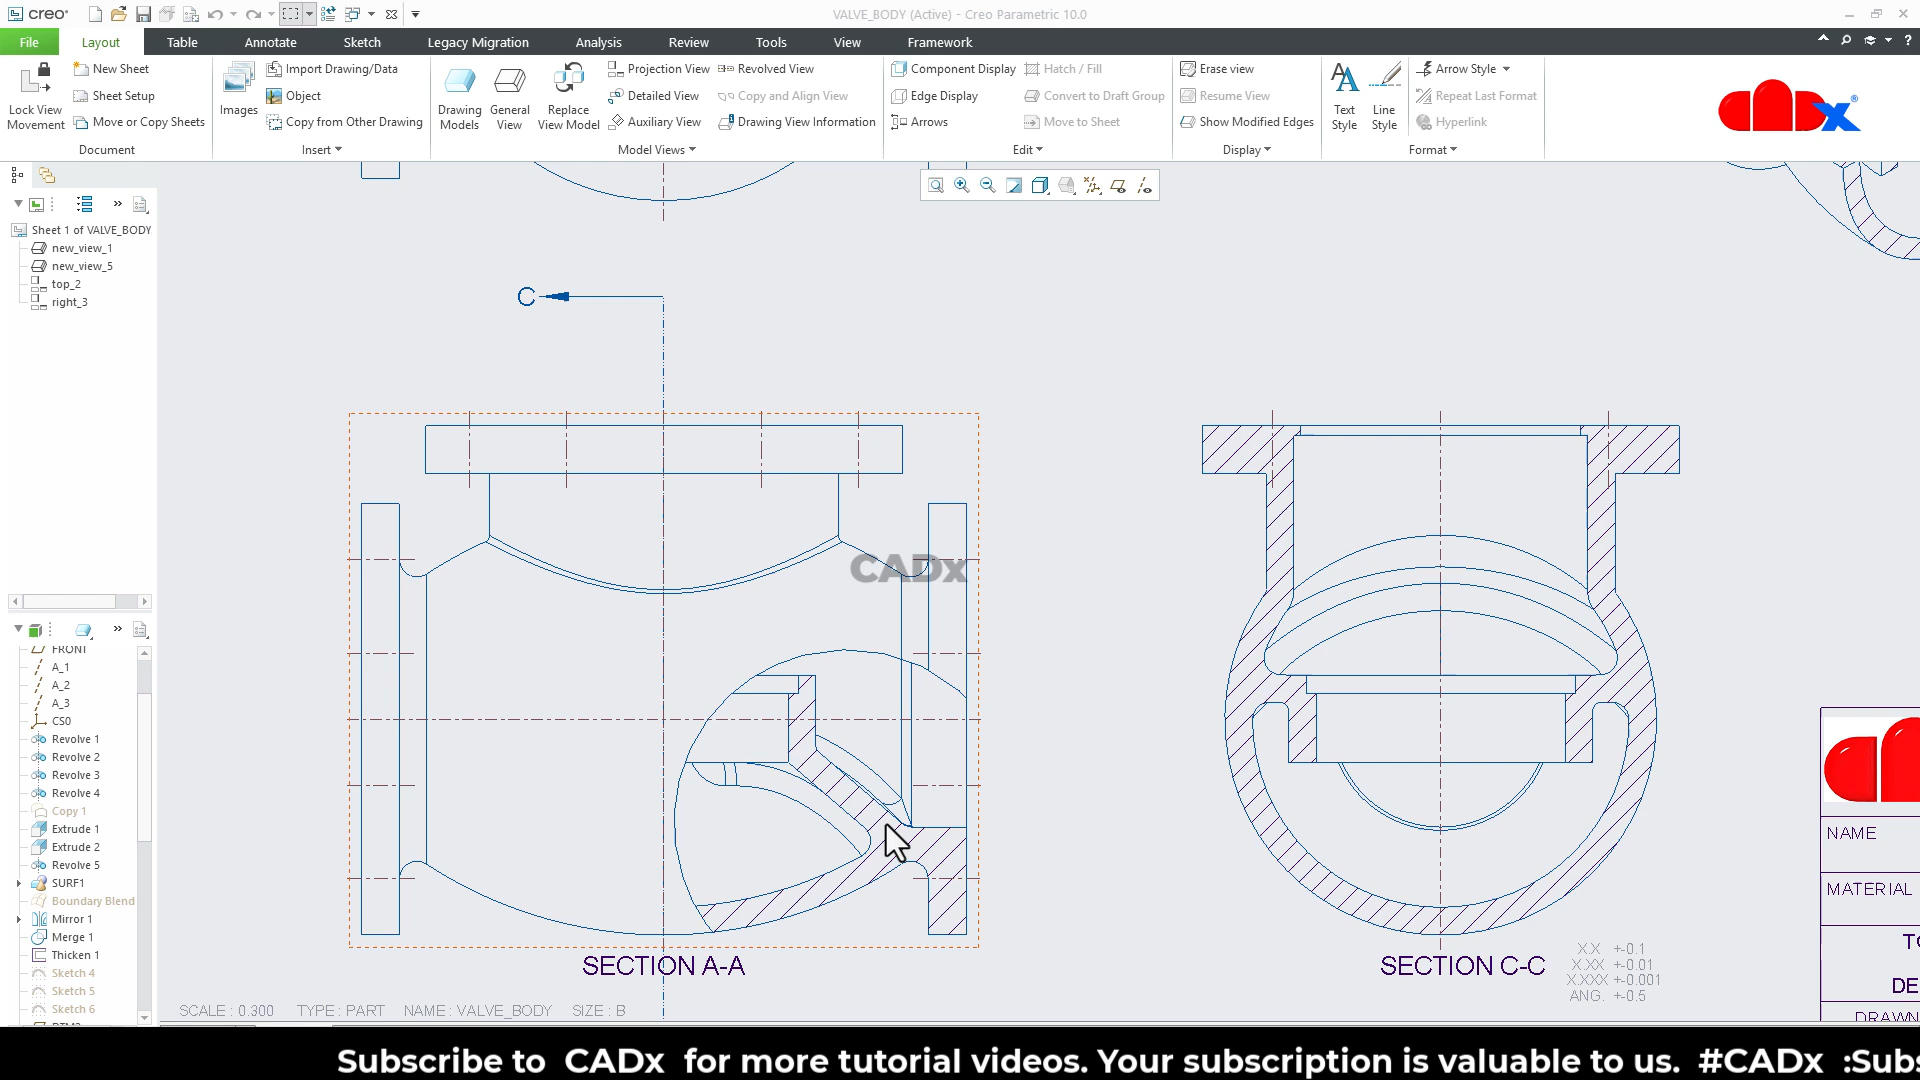 creo®
VALVE_BODY (Active) - Creo Parametric 10.0
File Layout Table Annotate Sketch Legacy Migration Analysis Review Tools View Framework
Lock View Movement
New Sheet
Sheet Setup
Move or Copy Sheets
Document
Images
Import Drawing/Data
Object
Copy from Other Drawing
Insert
Drawing Models
General View
Replace View Model
Projection View
Detailed View
Auxiliary View
Revolved View
Copy and Align View
Drawing View Information
Model Views
Component Display
Edge Display
Arrows
Hatch / Fill
Convert to Draft Group
Move to Sheet
Edit
Erase view
Resume View
Show Modified Edges
Display
Text Style
Line Style
Arrow Style
Repeat Last Format
Hyperlink
Format
CADx®
Sheet 1 of VALVE_BODY
new_view_1
new_view_5
top_2
right_3
FRONT
A_1
A_2
A_3
CS0
Revolve 1
Revolve 2
Revolve 3
Revolve 4
Copy 1
Extrude 1
Extrude 2
Revolve 5
SURF1
Boundary Blend
Mirror 1
Merge 1
Thicken 1
Sketch 4
Sketch 5
Sketch 6
C
CADx
SECTION A-A
SECTION C-C
X.X +-0.1
X.XX +-0.01
X.XXX +-0.001
ANG. +-0.5
NAME
MATERIAL
TO
DE
DRAWN
SCALE : 0.300 TYPE : PART NAME : VALVE_BODY SIZE : B
Subscribe to CADx for more tutorial videos. Your subscription is valuable to us. #CADx :Subs